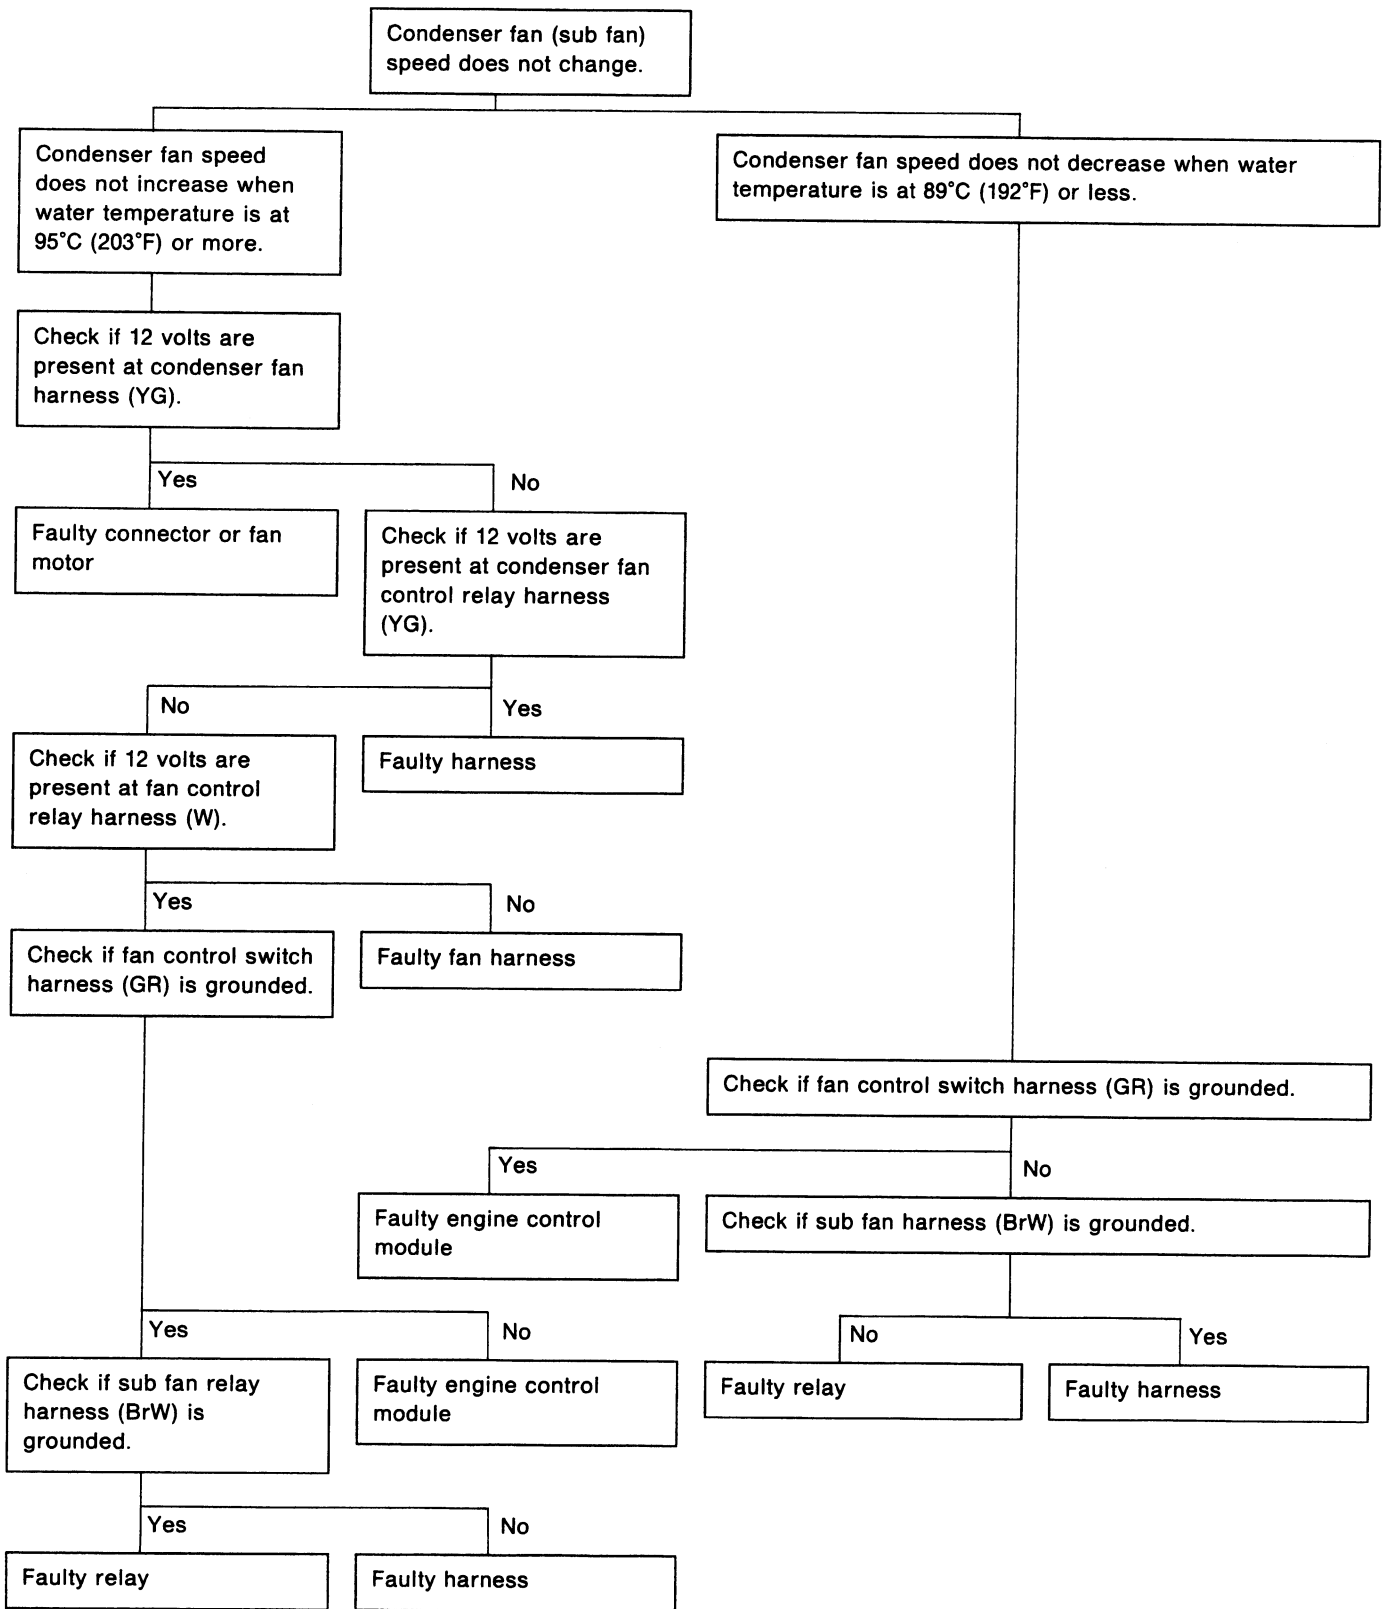 Condenser fan (sub fan)
speed does not change.
Condenser fan speed
does not increase when
water temperature is at
95°C (203°F) or more.
Condenser fan speed does not decrease when water
temperature is at 89°C (192°F) or less.
Check if 12 volts are
present at condenser fan
harness (YG).
Yes
No
Faulty connector or fan
motor
Check if 12 volts are
present at condenser fan
control relay harness
(YG).
No
Yes
Check if 12 volts are
present at fan control
relay harness (W).
Faulty harness
Yes
No
Check if fan control switch
harness (GR) is grounded.
Faulty fan harness
Check if fan control switch harness (GR) is grounded.
Yes
No
Faulty engine control
module
Check if sub fan harness (BrW) is grounded.
Yes
No
No
Yes
Check if sub fan relay
harness (BrW) is
grounded.
Faulty engine control
module
Faulty relay
Faulty harness
Yes
No
Faulty relay
Faulty harness